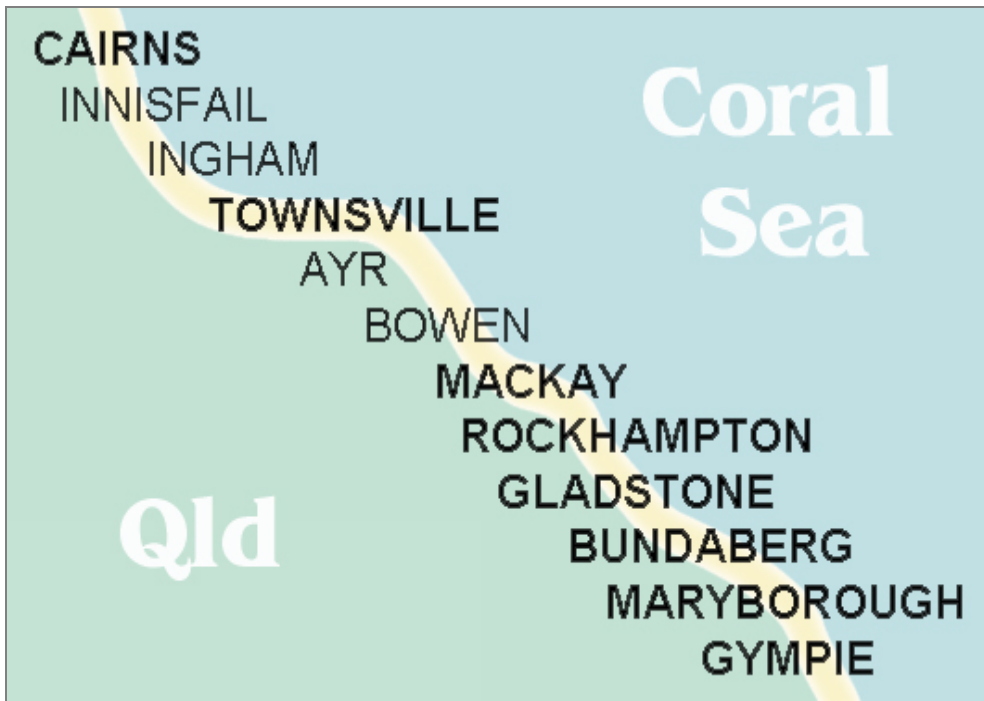 CAIRNS
INNISFAIL
Coral
INGHAM
TOWNSVILLE
Sea
AYR
BOWEN
MACKAY
ROCKHAMPTON
GLADSTONE
Qld
BUNDABERG
MARYBOROUGH
GYMPIE